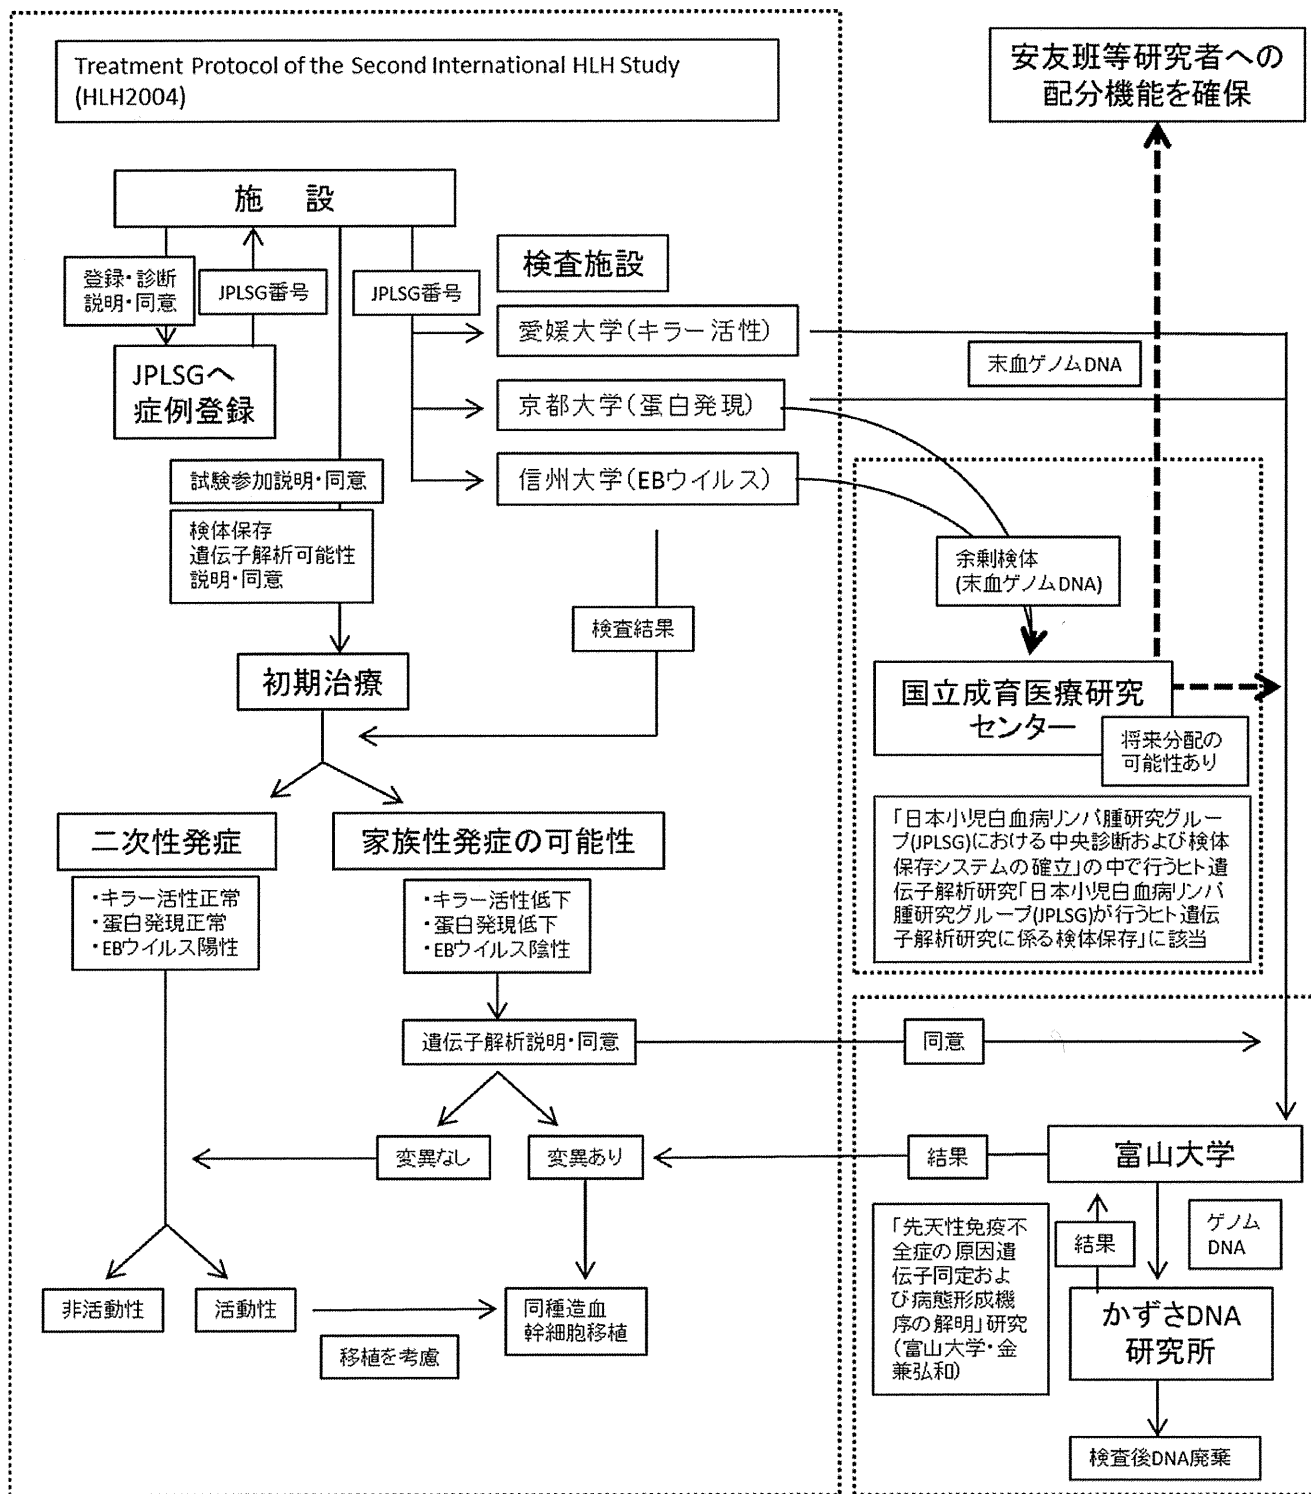 Treatment Protocol of the Second International HLH Study
(HLH2004)
安友班等研究者への
配分機能を確保
施 設
登録・診断
説明・同意
JPLSG番号
JPLSG番号
検査施設
愛媛大学(キラー活性)
末血ゲノムDNA
JPLSGへ
症例登録
京都大学(蛋白発現)
信州大学(EBウイルス)
試験参加説明・同意
検体保存
遺伝子解析可能性
説明・同意
余剰検体
(末血ゲノムDNA)
検査結果
初期治療
国立成育医療研究
センター
将来分配の
可能性あり
二次性発症
家族性発症の可能性
・キラー活性正常
・蛋白発現正常
・EBウイルス陽性
・キラー活性低下
・蛋白発現低下
・EBウイルス陰性
「日本小児白血病リンパ腫研究グルー
プ(JPLSG)における中央診断および検体
保存システムの確立」の中で行うヒト遺
伝子解析研究「日本小児白血病リンパ
腫研究グループ(JPLSG)が行うヒト遺伝
子解析研究に係る検体保存」に該当
遺伝子解析説明・同意
同意
変異なし
変異あり
結果
富山大学
「先天性免疫不
全症の原因遺
伝子同定およ
び病態形成機
序の解明」研究
(富山大学・金
兼弘和)
結果
ゲノム
DNA
非活動性
活動性
移植を考慮
同種造血
幹細胞移植
かずさDNA
研究所
検査後DNA廃棄